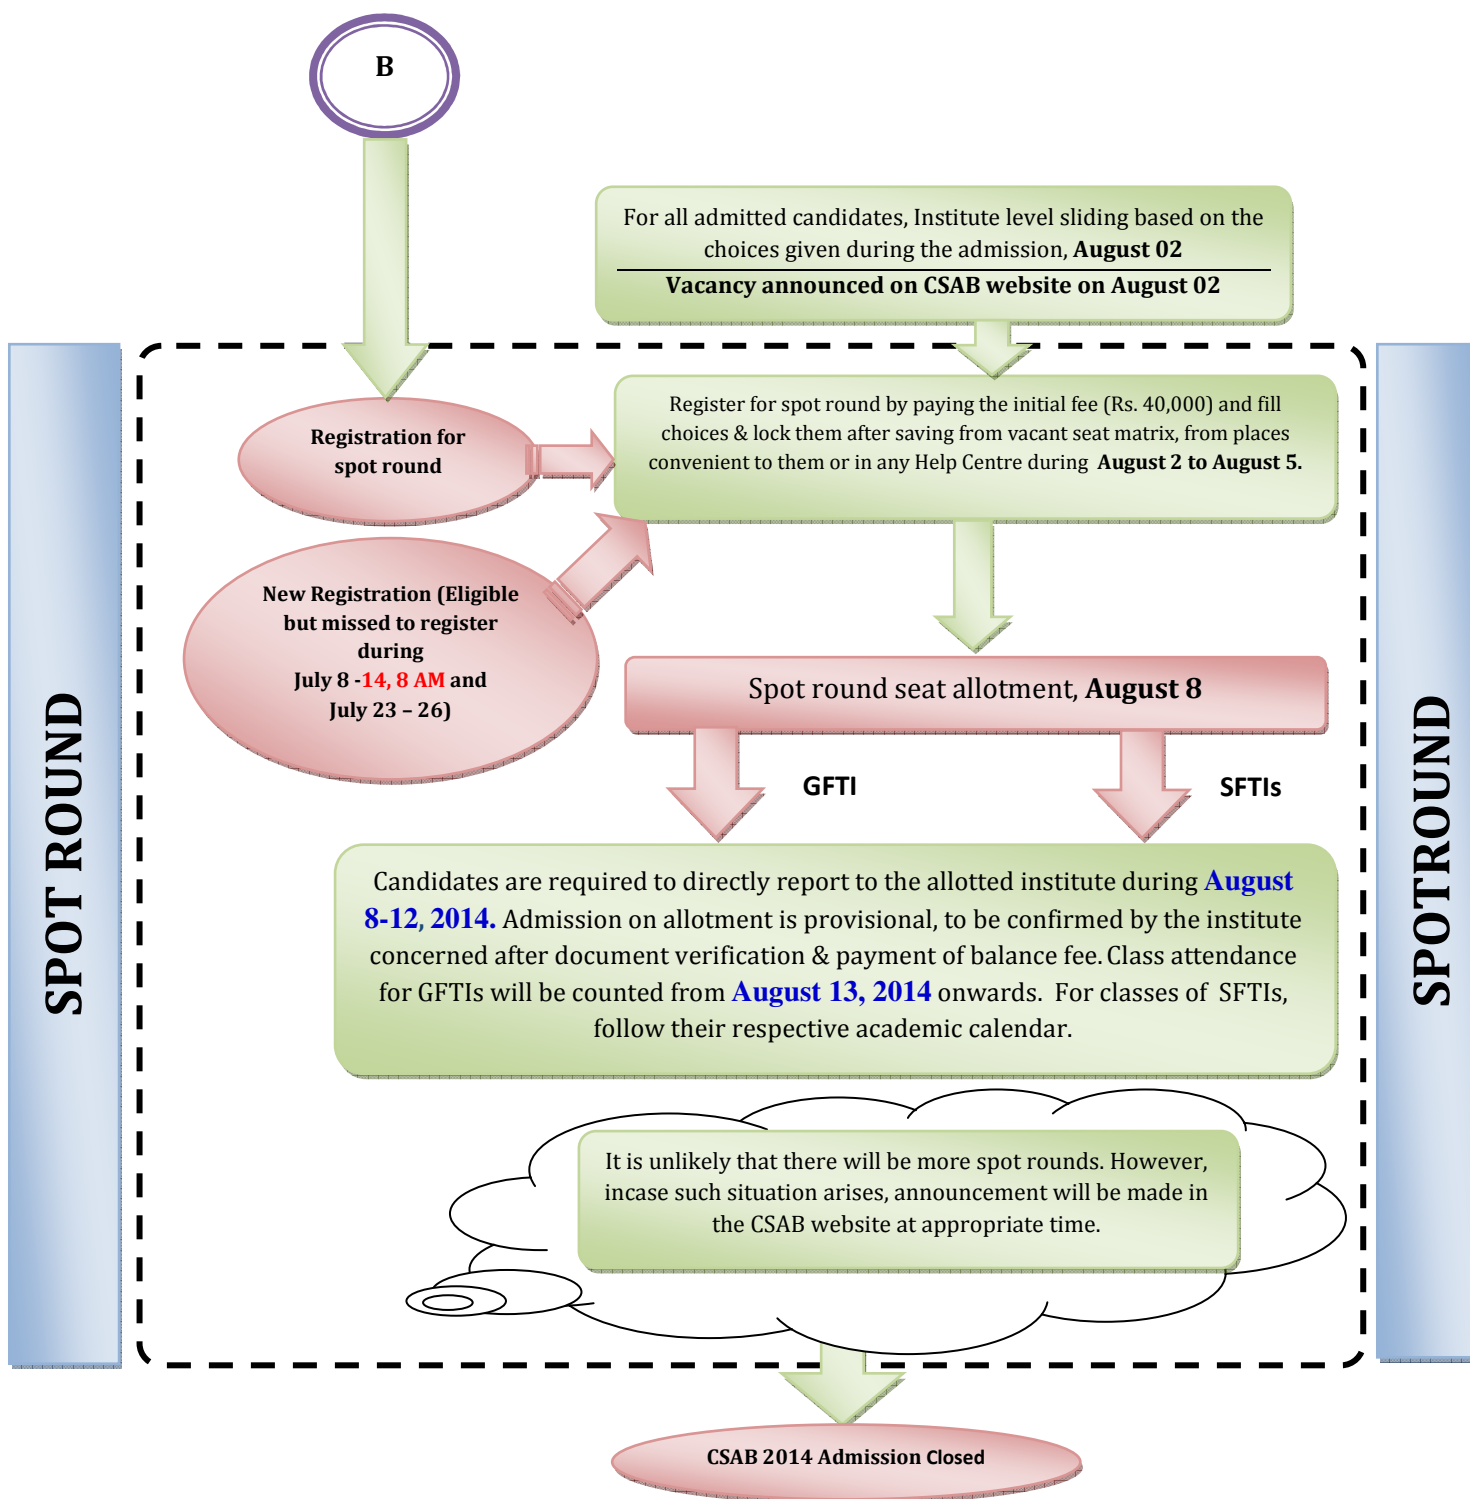 B
For all admitted candidates, Institute level sliding based on the
choices given during the admission, August 02
Vacancy announced on CSAB website on August 02
SPOT ROUND
SPOTROUND
Registration for
spot round
Register for spot round by paying the initial fee (Rs. 40,000) and fill
choices & lock them after saving from vacant seat matrix, from places
convenient to them or in any Help Centre during August 2 to August 5.
New Registration (Eligible
but missed to register
during
July 8 -14, 8 AM and
July 23 – 26)
Spot round seat allotment, August 8
GFTI
SFTIs
Candidates are required to directly report to the allotted institute during August
8-12, 2014. Admission on allotment is provisional, to be confirmed by the institute
concerned after document verification & payment of balance fee. Class attendance
for GFTIs will be counted from August 13, 2014 onwards. For classes of SFTIs,
follow their respective academic calendar.
It is unlikely that there will be more spot rounds. However,
incase such situation arises, announcement will be made in
the CSAB website at appropriate time.
CSAB 2014 Admission Closed